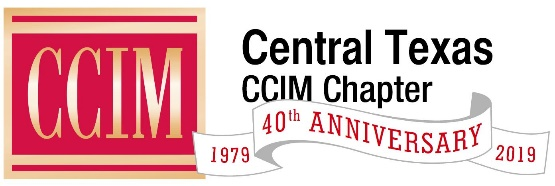 CCIM
Central Texas
CCIM Chapter
1979 40th ANNIVERSARY 2019